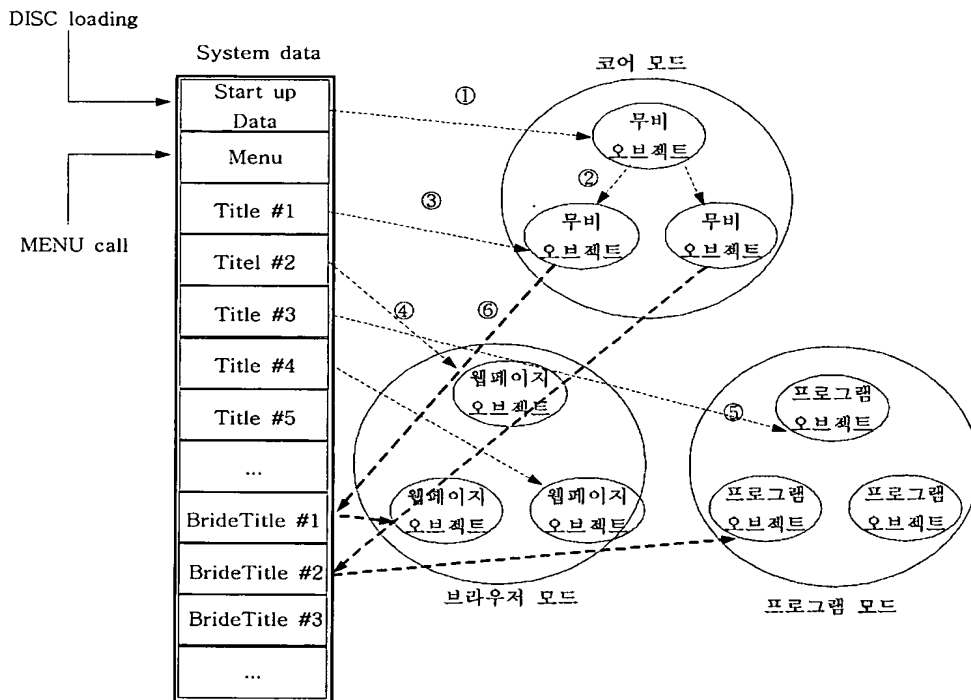 DISC loading
System data
Start up
Data
Menu
Title #1
Titel #2
Title #3
Title #4
Title #5
...
BrideTitle #1
BrideTitle #2
BrideTitle #3
...
MENU call
①
②
③
④
⑥
⑤
코어 모드
무비
오브젝트
무비
오브젝트
무비
오브젝트
웹페이지
오브젝트
웹페이지
오브젝트
웹페이지
오브젝트
브라우저 모드
프로그램
오브젝트
프로그램
오브젝트
프로그램
오브젝트
프로그램 모드